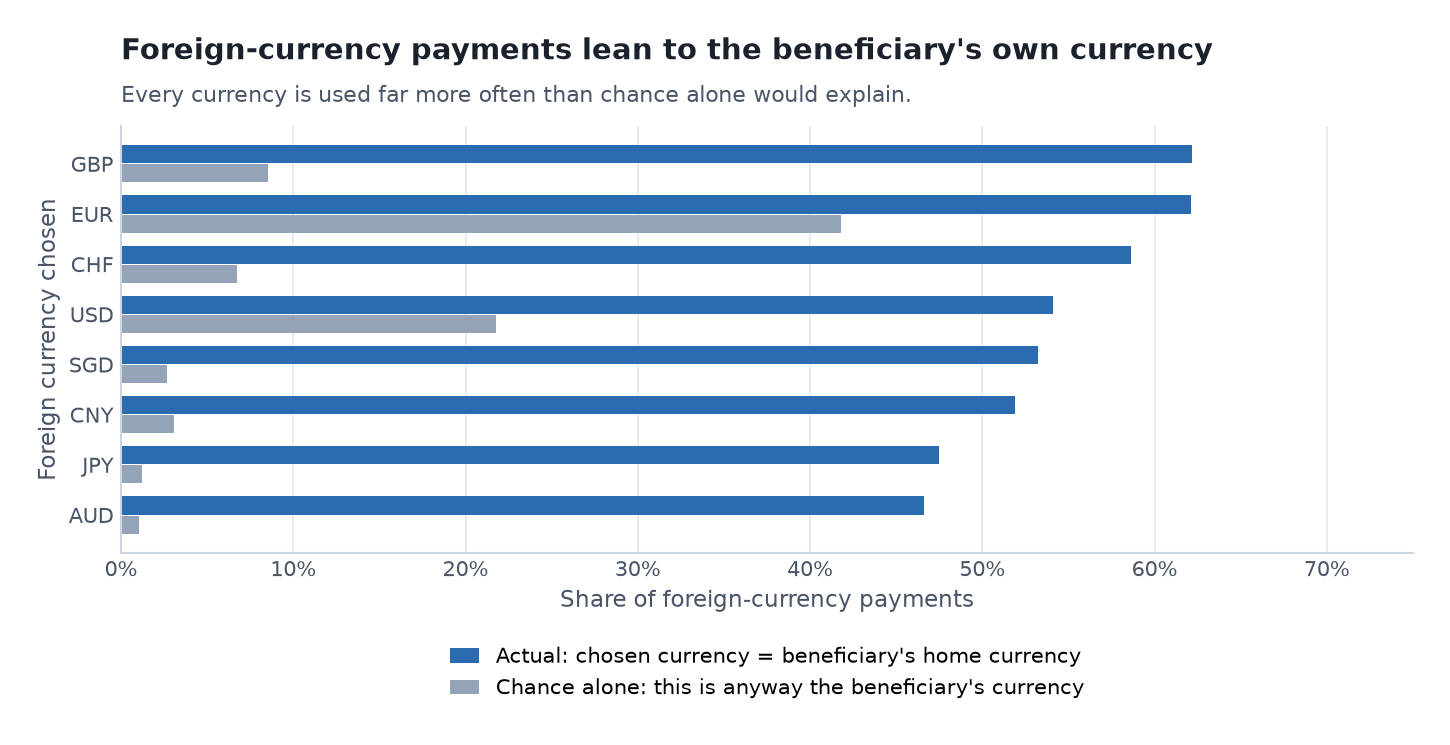 Foreign-currency payments lean to the beneficiary's own currency
Every currency is used far more often than chance alone would explain.
Foreign currency chosen
GBP
EUR
CHF
USD
SGD
CNY
JPY
AUD
0% 10% 20% 30% 40% 50% 60% 70%
Share of foreign-currency payments
Actual: chosen currency = beneficiary's home currency
Chance alone: this is anyway the beneficiary's currency